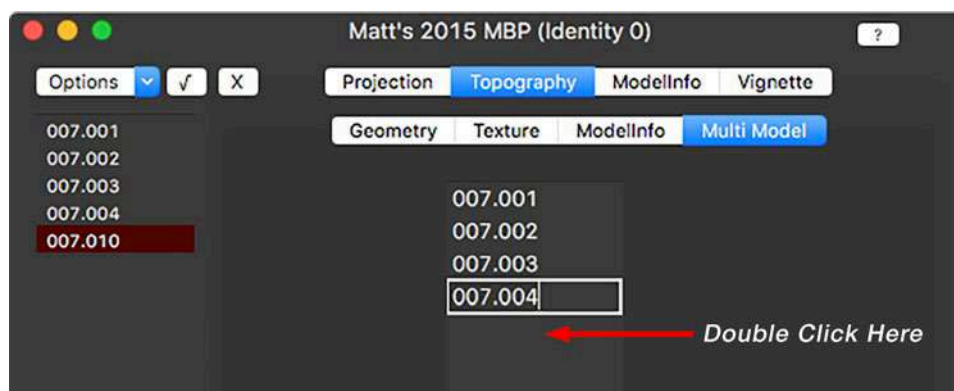 Matt's 2015 MBP (Identity 0)
?
Options √ X
Projection Topography ModelInfo Vignette
Geometry Texture ModelInfo Multi Model
007.001
007.002
007.003
007.004
007.010
007.001
007.002
007.003
007.004
Double Click Here